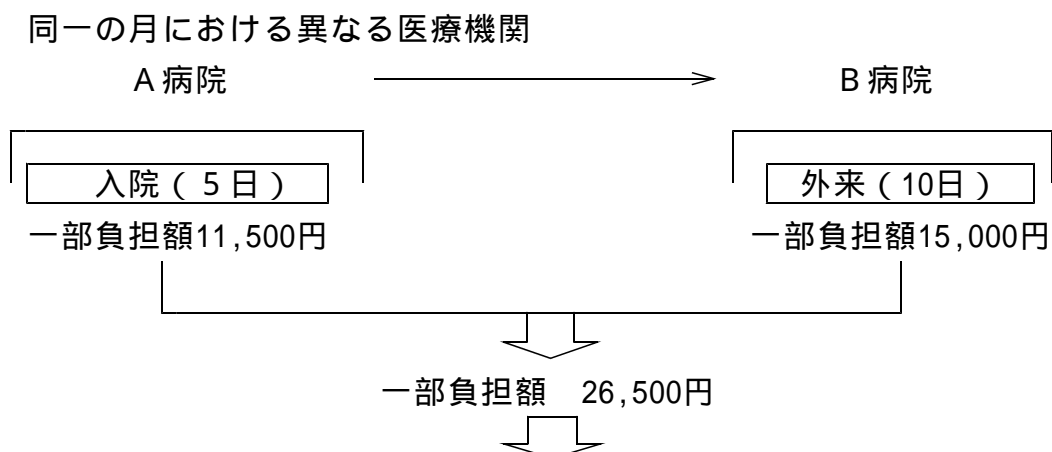 同一の月における異なる医療機関
A病院
B病院
入院（5日）
外来（10日）
一部負担額11,500円
一部負担額15,000円
一部負担額　26,500円